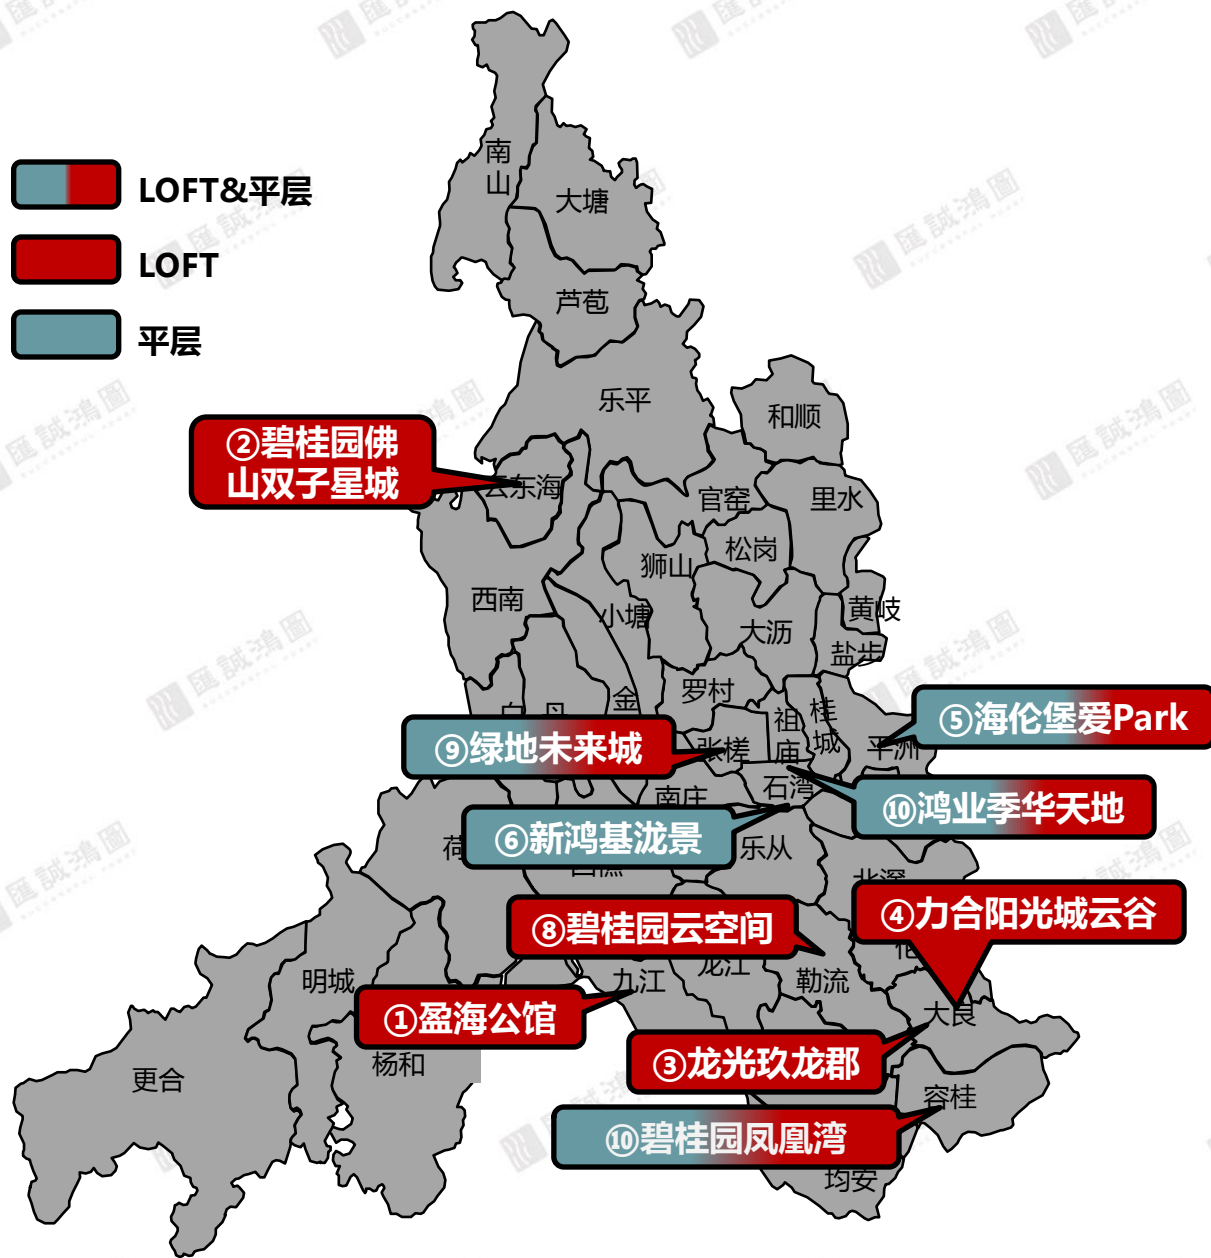 LOFT&平层
LOFT
平层
南
山
大塘
芦苞
乐平
和顺
②碧桂园佛
山双子星城
云东海
官窑
里水
松岗
狮山
西南
小塘
黄岐
大沥
盐步
罗村
金
祖
庙
桂
城
⑤海伦堡爱Park
⑨绿地未来城
张槎
平洲
石湾
南庄
⑩鸿业季华天地
⑥新鸿基泷景
乐从
荷
④力合阳光城云谷
⑧碧桂园云空间
龙江
勒流
九江
明城
①盈海公馆
大良
③龙光玖龙郡
杨和
更合
容桂
⑩碧桂园凤凰湾
均安
匯誠鴻圖